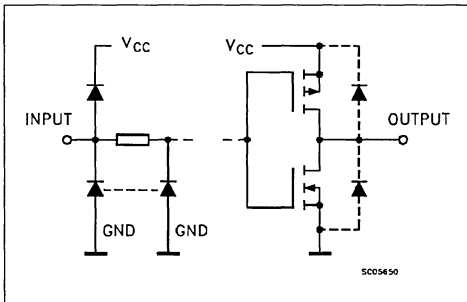 VCC
VCC
INPUT
OUTPUT
GND
GND
SC05650